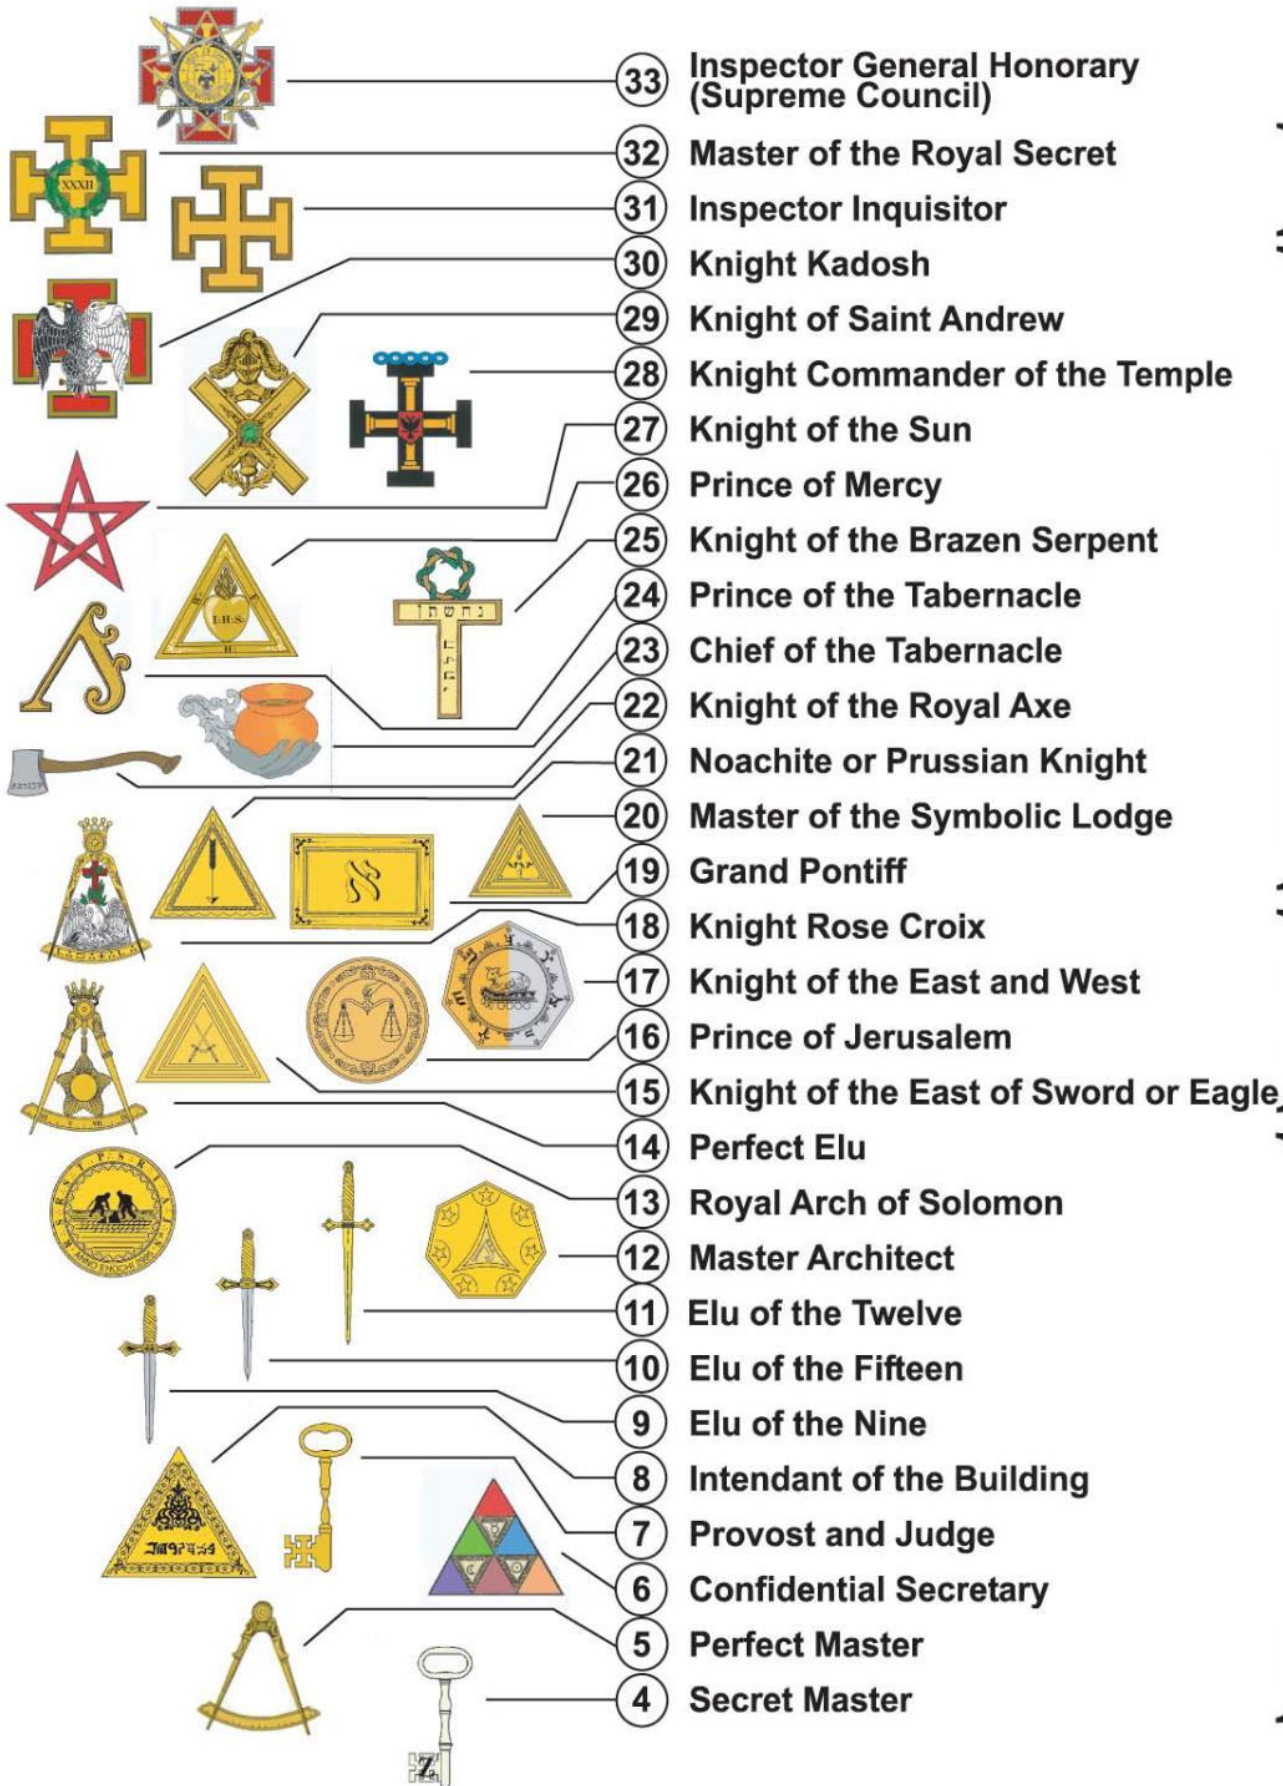 33 Inspector General Honorary
(Supreme Council)
32 Master of the Royal Secret
XXXII
31 Inspector Inquisitor
30 Knight Kadosh
29 Knight of Saint Andrew
28 Knight Commander of the Temple
27 Knight of the Sun
26 Prince of Mercy
I:H:S:
H:
25 Knight of the Brazen Serpent
נחשתן
24 Prince of the Tabernacle
23 Chief of the Tabernacle
22 Knight of the Royal Axe
21 Noachite or Prussian Knight
20 Master of the Symbolic Lodge
19 Grand Pontiff
א
18 Knight Rose Croix
17 Knight of the East and West
16 Prince of Jerusalem
15 Knight of the East of Sword or Eagle
14 Perfect Elu
13 Royal Arch of Solomon
ANNO ENOCHI 2995
12 Master Architect
11 Elu of the Twelve
10 Elu of the Fifteen
9 Elu of the Nine
8 Intendant of the Building
7 Provost and Judge
6 Confidential Secretary
5 Perfect Master
4 Secret Master
Z